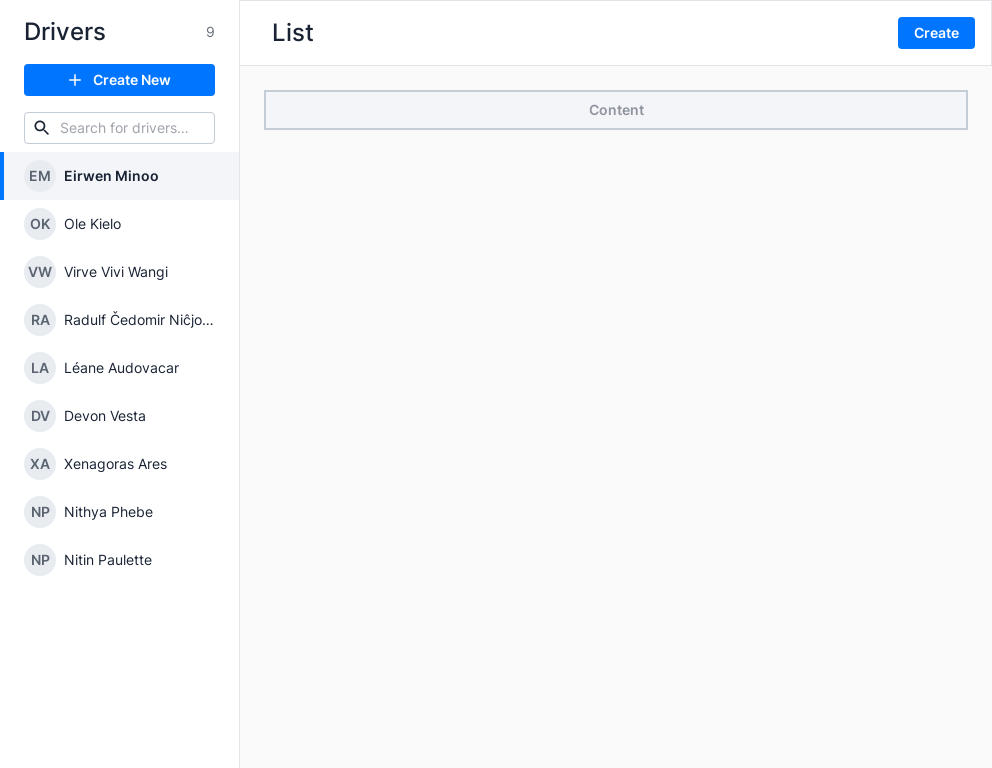 Drivers
9
Create New
Search for drivers...
EM Eirwen Minoo
OK Ole Kielo
VW Virve Vivi Wangi
RA Radulf Čedomir Niĉjo...
LA Léane Audovacar
DV Devon Vesta
XA Xenagoras Ares
NP Nithya Phebe
NP Nitin Paulette
List
Create
Content